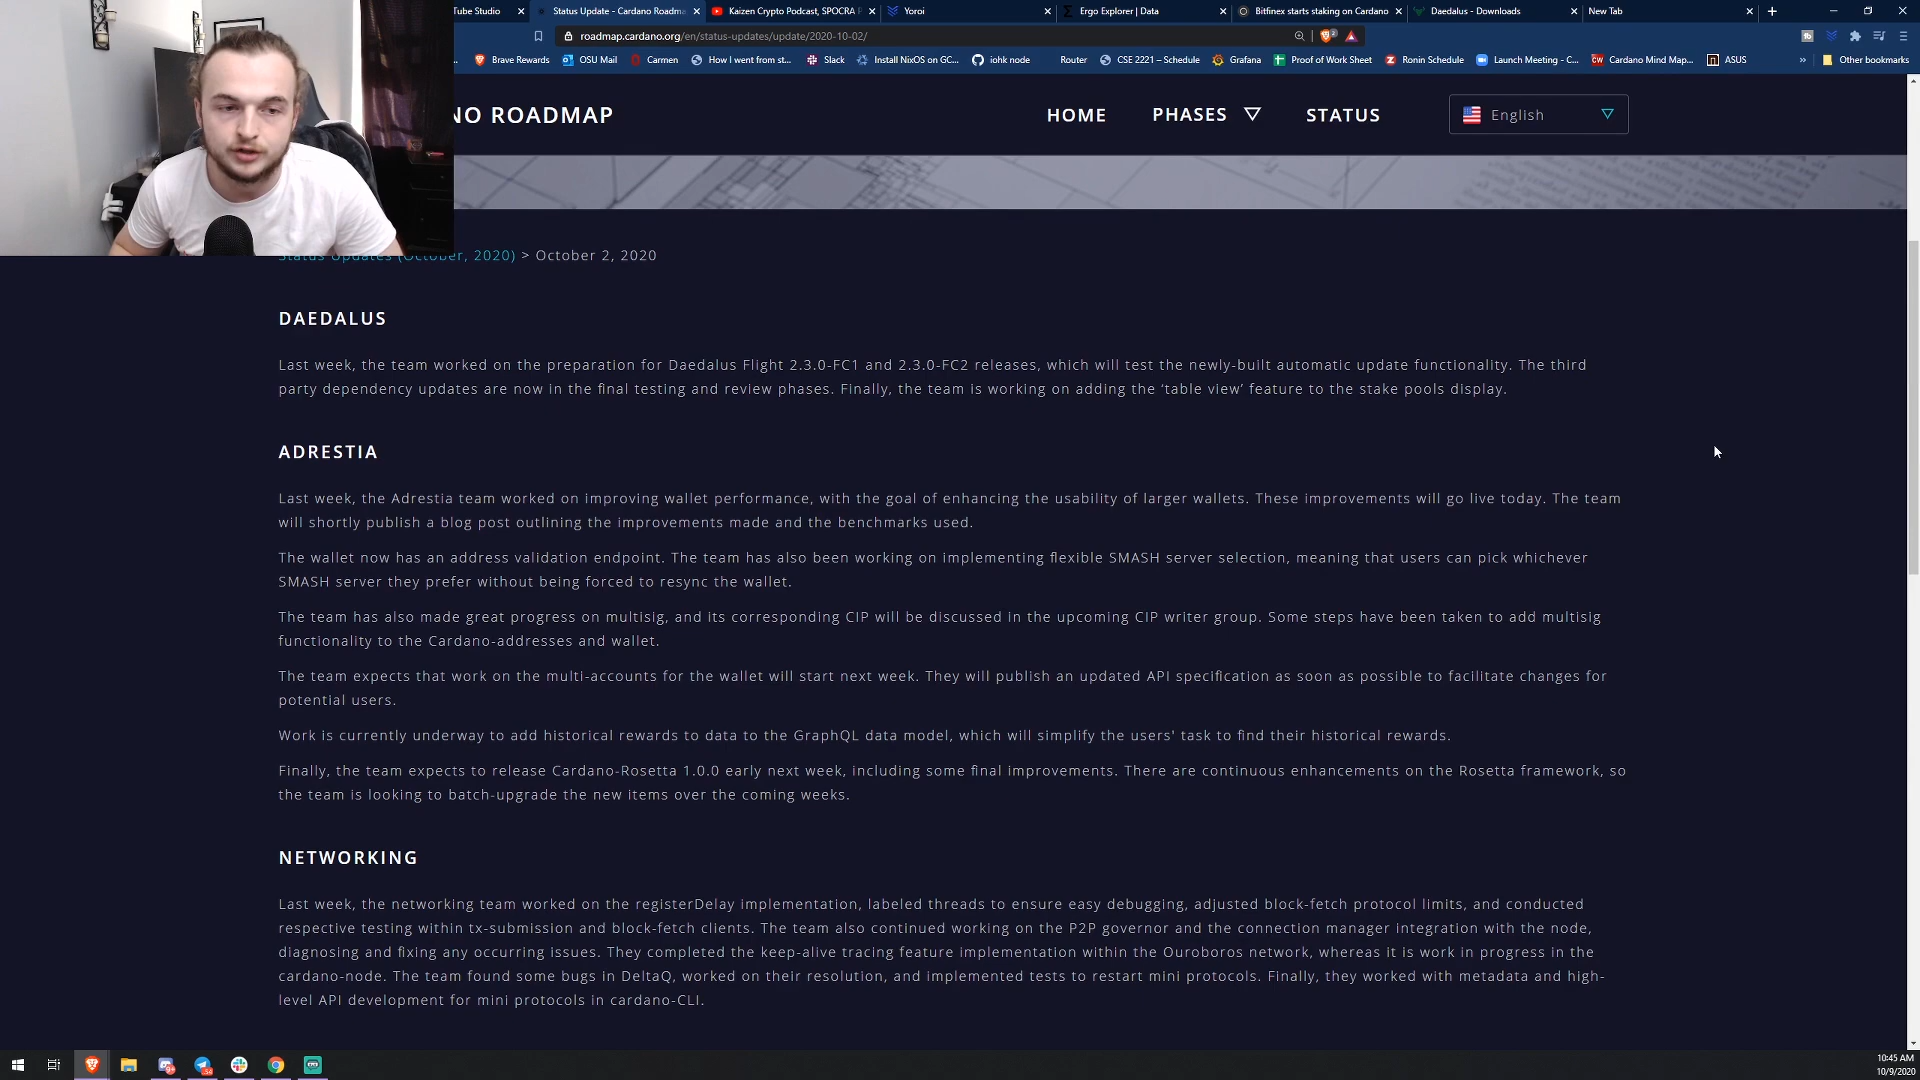 Tube Studio
Status Update - Cardano Roadma
Kaizen Crypto Podcast, SPOCRA P
Yoroi
Ergo Explorer | Data
Bitfinex starts staking on Cardano
Daedalus - Downloads
New Tab
roadmap.cardano.org/en/status-updates/update/2020-10-02/
Brave Rewards
OSU Mail
Carmen
How I went from st...
Slack
Install NixOS on GC...
iohk node
Router
CSE 2221 – Schedule
Grafana
Proof of Work Sheet
Ronin Schedule
Launch Meeting - C...
Cardano Mind Map...
ASUS
Other bookmarks
NO ROADMAP
HOME
PHASES
STATUS
English
Status Updates (October, 2020) > October 2, 2020
DAEDALUS
Last week, the team worked on the preparation for Daedalus Flight 2.3.0-FC1 and 2.3.0-FC2 releases, which will test the newly-built automatic update functionality. The third
party dependency updates are now in the final testing and review phases. Finally, the team is working on adding the ‘table view’ feature to the stake pools display.
ADRESTIA
Last week, the Adrestia team worked on improving wallet performance, with the goal of enhancing the usability of larger wallets. These improvements will go live today. The team
will shortly publish a blog post outlining the improvements made and the benchmarks used.
The wallet now has an address validation endpoint. The team has also been working on implementing flexible SMASH server selection, meaning that users can pick whichever
SMASH server they prefer without being forced to resync the wallet.
The team has also made great progress on multisig, and its corresponding CIP will be discussed in the upcoming CIP writer group. Some steps have been taken to add multisig
functionality to the Cardano-addresses and wallet.
The team expects that work on the multi-accounts for the wallet will start next week. They will publish an updated API specification as soon as possible to facilitate changes for
potential users.
Work is currently underway to add historical rewards to data to the GraphQL data model, which will simplify the users' task to find their historical rewards.
Finally, the team expects to release Cardano-Rosetta 1.0.0 early next week, including some final improvements. There are continuous enhancements on the Rosetta framework, so
the team is looking to batch-upgrade the new items over the coming weeks.
NETWORKING
Last week, the networking team worked on the registerDelay implementation, labeled threads to ensure easy debugging, adjusted block-fetch protocol limits, and conducted
respective testing within tx-submission and block-fetch clients. The team also continued working on the P2P governor and the connection manager integration with the node,
diagnosing and fixing any occurring issues. They completed the keep-alive tracing feature implementation within the Ouroboros network, whereas it is work in progress in the
cardano-node. The team found some bugs in DeltaQ, worked on their resolution, and implemented tests to restart mini protocols. Finally, they worked with metadata and high-
level API development for mini protocols in cardano-CLI.
10:45 AM
10/9/2020